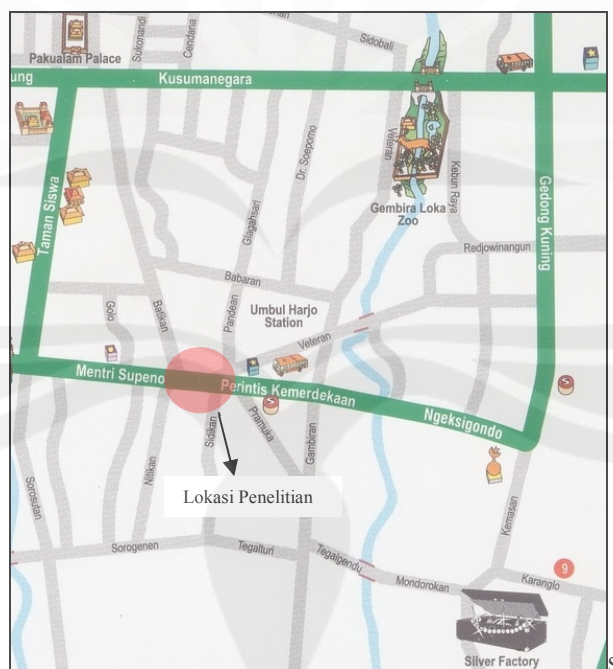 Pakualam Palace
Sukonandi
Cendana
Sidobali
ung
Kusumanegara
Taman Siswa
Glagahsari
Dr. Soepomo
Veteran
Kebun Raya
Gembira Loka
Zoo
Gedong Kuning
Redjowinangun
Babaran
Golo
Batikan
Pandean
Umbul Harjo
Station
Veteran
Mentri Supeno
Perintis Kemerdekaan
Ngeksigondo
Sidikan
Pramuka
Gambiran
Nitikan
Sorosutan
Lokasi Penelitian
Kemasan
Sorogenen
Tegalturi
Tegalgendu
Mondorokan
Karanglo
9
Silver Factory